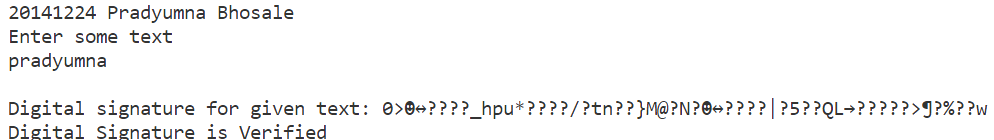 20141224 Pradyumna Bhosale
Enter some text
pradyumna
Digital signature for given text: 0>☻↔????_hpu*????/?tn??}M@?N?☻↔????|?5??QL→?????>¶?%??w
Digital Signature is Verified